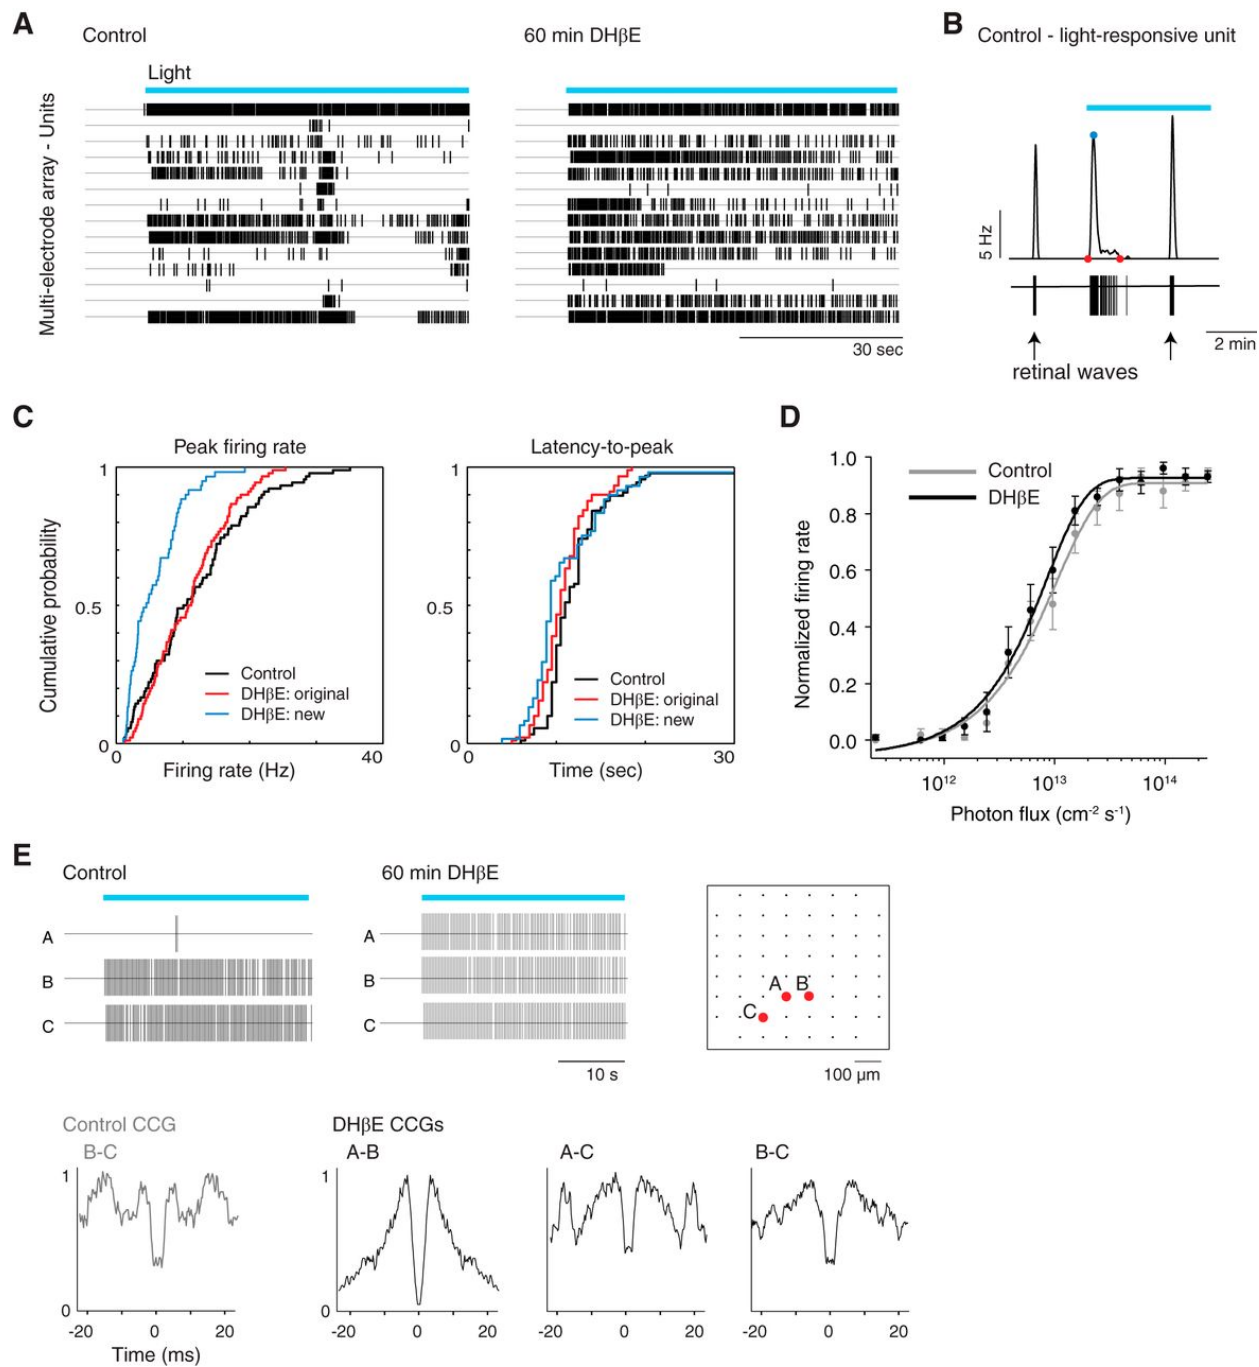 A
Control
60 min DHβE
Light
Multi-electrode array - Units
30 sec
B
Control - light-responsive unit
5 Hz
2 min
retinal waves
C
Peak firing rate
Latency-to-peak
Cumulative probability
1
0.5
0
Control
DHβE: original
DHβE: new
0
40
Firing rate (Hz)
1
0.5
0
Control
DHβE: original
DHβE: new
0
30
Time (sec)
D
Control
DHβE
Normalized firing rate
1.0
0.8
0.6
0.4
0.2
0.0
10¹²
10¹³
10¹⁴
Photon flux (cm⁻² s⁻¹)
E
Control
60 min DHβE
A
B
C
A
B
C
10 s
A B
C
100 µm
Control CCG
B-C
DHβE CCGs
A-B
A-C
B-C
1
0
1
0
-20 0 20
Time (ms)
-20 0 20
-20 0 20
-20 0 20